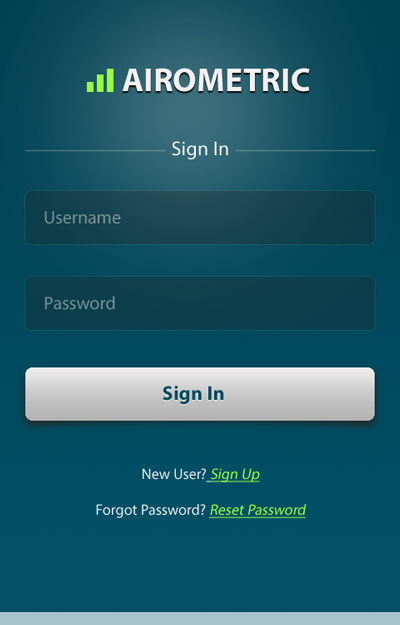 AIROMETRIC
Sign In
Username
Password
Sign In
New User? Sign Up
Forgot Password? Reset Password